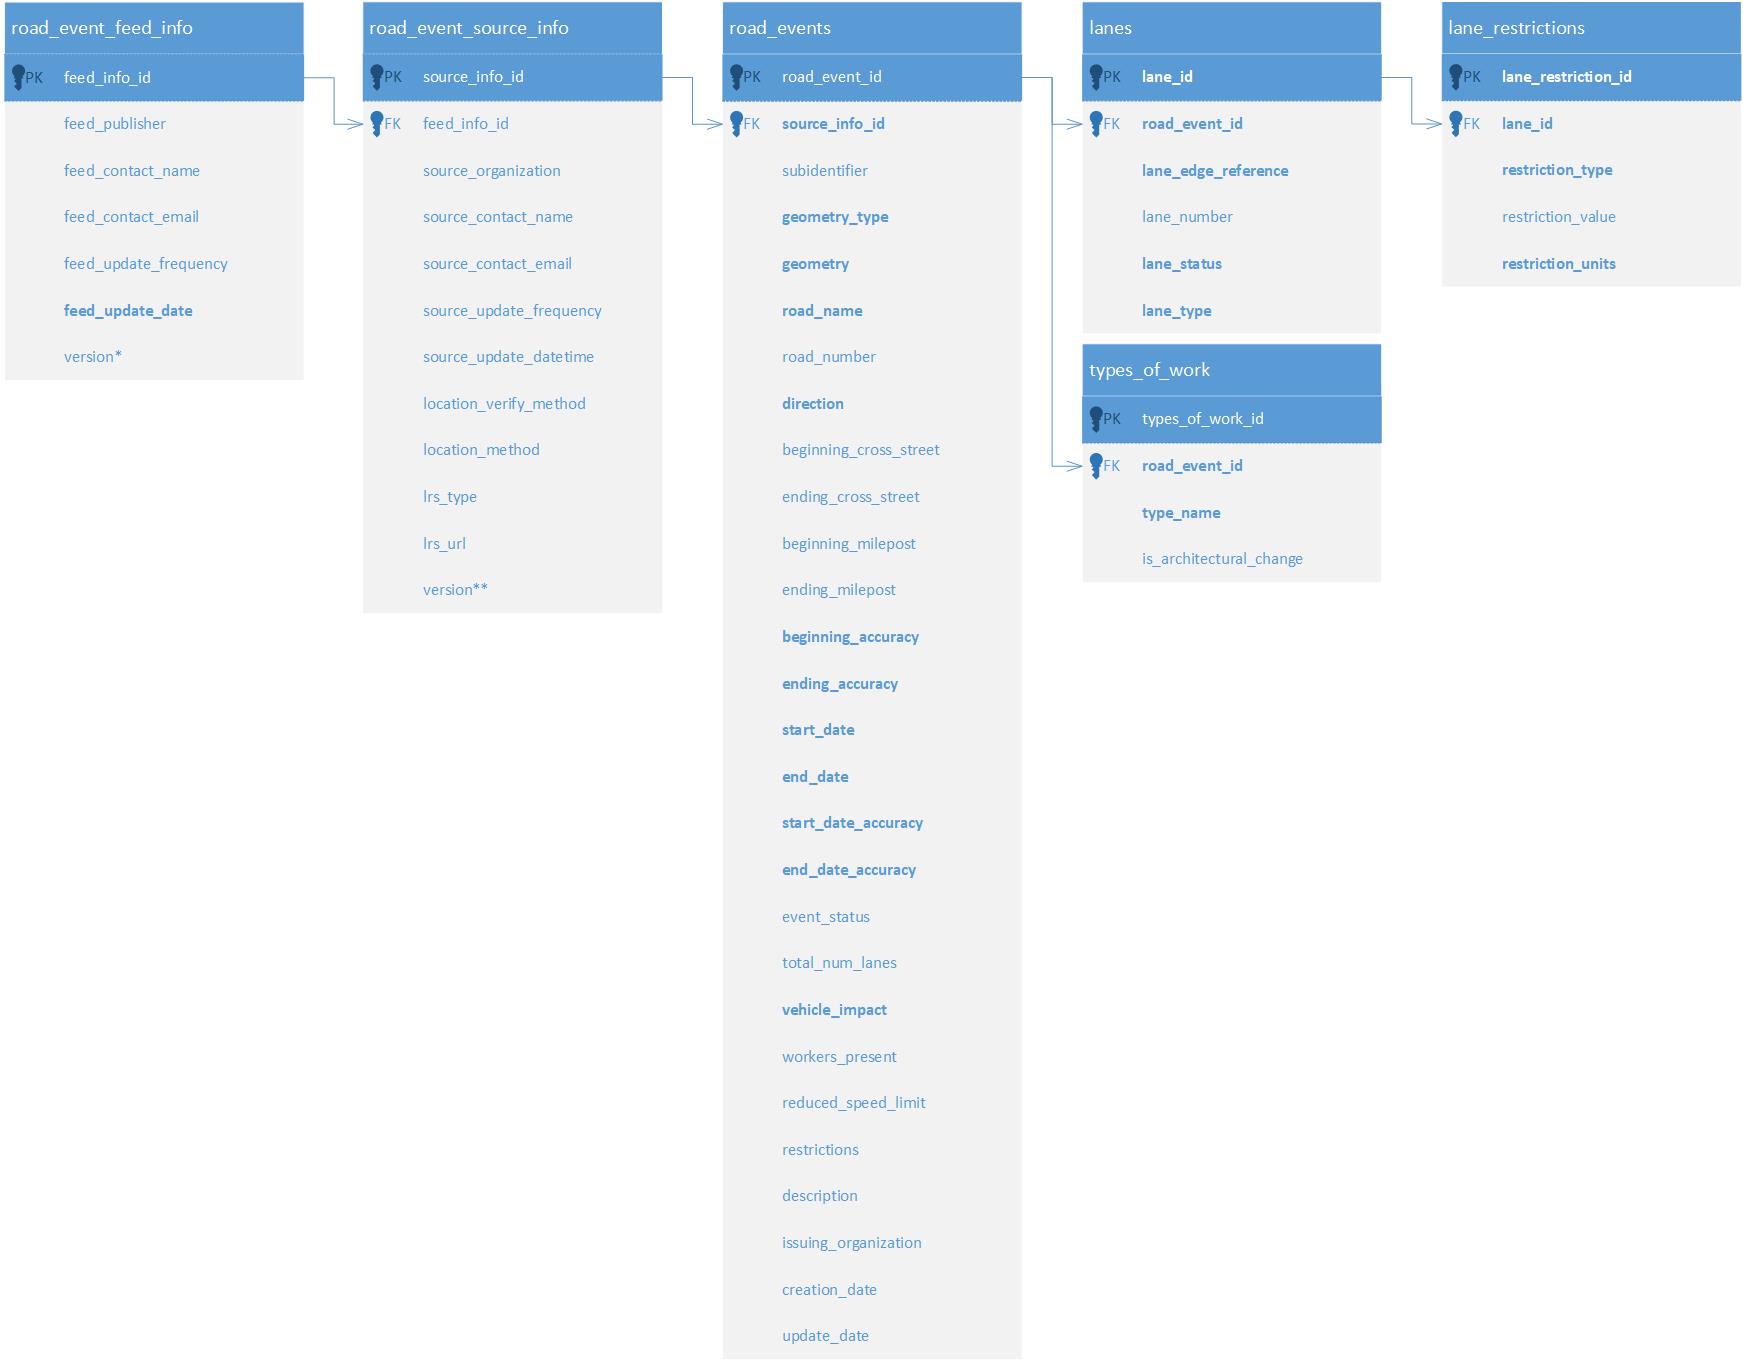 road_event_feed_info
PK feed_info_id
feed_publisher
feed_contact_name
feed_contact_email
feed_update_frequency
feed_update_date
version*
road_event_source_info
PK source_info_id
FK feed_info_id
source_organization
source_contact_name
source_contact_email
source_update_frequency
source_update_datetime
location_verify_method
location_method
lrs_type
lrs_url
version**
road_events
PK road_event_id
FK source_info_id
subidentifier
geometry_type
geometry
road_name
road_number
direction
beginning_cross_street
ending_cross_street
beginning_milepost
ending_milepost
beginning_accuracy
ending_accuracy
start_date
end_date
start_date_accuracy
end_date_accuracy
event_status
total_num_lanes
vehicle_impact
workers_present
reduced_speed_limit
restrictions
description
issuing_organization
creation_date
update_date
lanes
PK lane_id
FK road_event_id
lane_edge_reference
lane_number
lane_status
lane_type
types_of_work
PK types_of_work_id
FK road_event_id
type_name
is_architectural_change
lane_restrictions
PK lane_restriction_id
FK lane_id
restriction_type
restriction_value
restriction_units